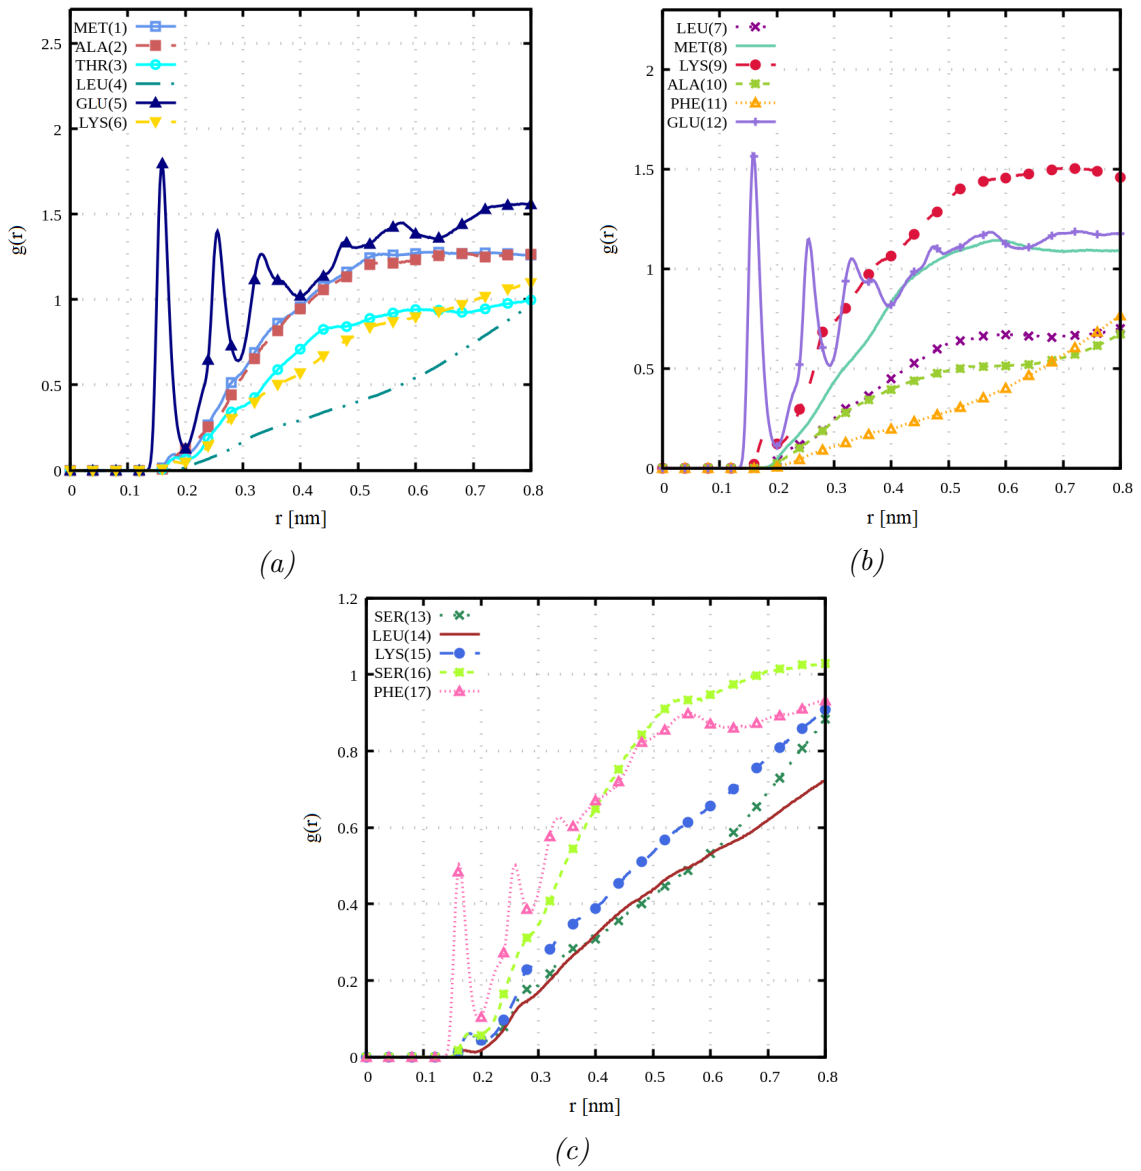 MET(1)
ALA(2)
THR(3)
LEU(4)
GLU(5)
LYS(6)
2.5
2
1.5
1
0.5
0
g(r)
0 0.1 0.2 0.3 0.4 0.5 0.6 0.7 0.8
r [nm]
(a)
LEU(7)
MET(8)
LYS(9)
ALA(10)
PHE(11)
GLU(12)
2
1.5
1
0.5
0
g(r)
0 0.1 0.2 0.3 0.4 0.5 0.6 0.7 0.8
r [nm]
(b)
SER(13)
LEU(14)
LYS(15)
SER(16)
PHE(17)
1.2
1
0.8
0.6
0.4
0.2
0
g(r)
0 0.1 0.2 0.3 0.4 0.5 0.6 0.7 0.8
r [nm]
(c)